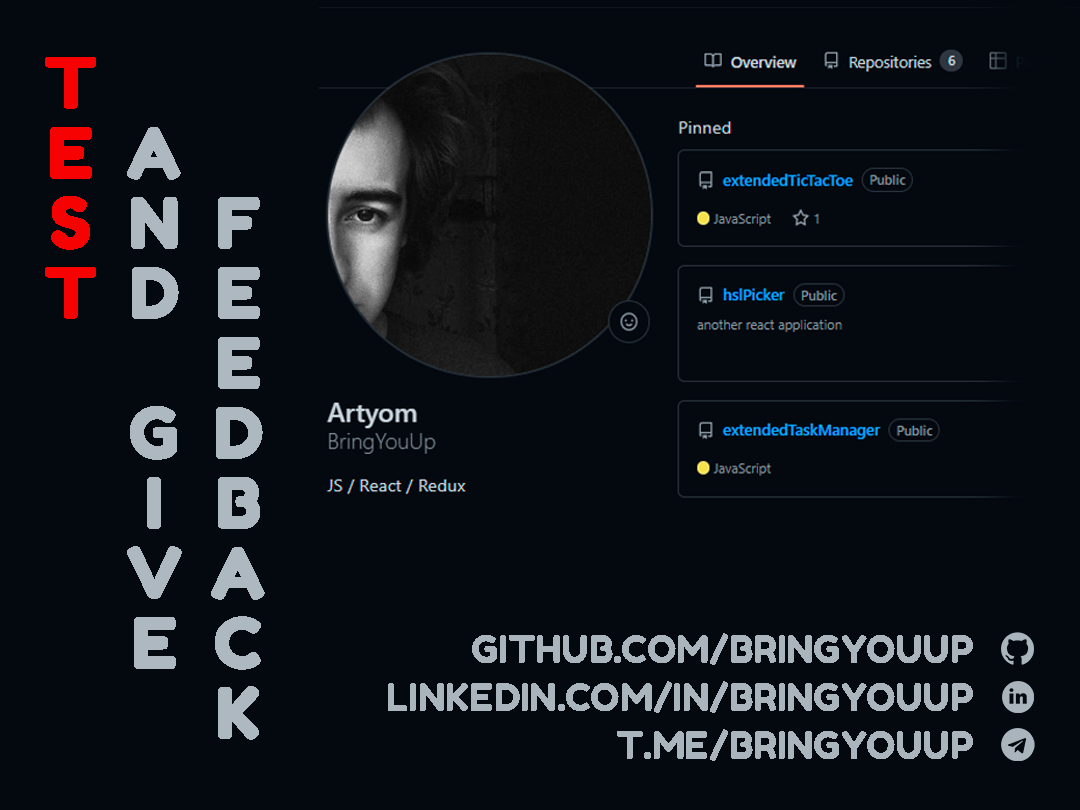 TEST
AND GIVE
FEEDBACK
Overview
Repositories 6
Pinned
extendedTicTacToe Public
JavaScript 1
hslPicker Public
another react application
extendedTaskManager Public
JavaScript
Artyom
BringYouUp
JS / React / Redux
GITHUB.COM/BRINGYOUUP
LINKEDIN.COM/IN/BRINGYOUUP
in
T.ME/BRINGYOUUP